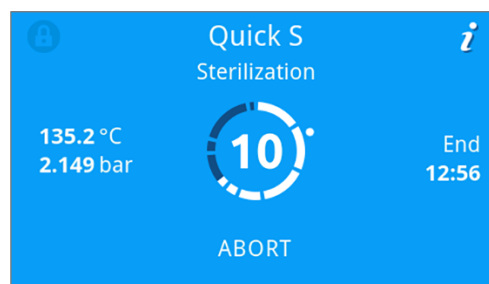 Quick S
i
Sterilization
135.2 °C
2.149 bar
10
End
12:56
ABORT